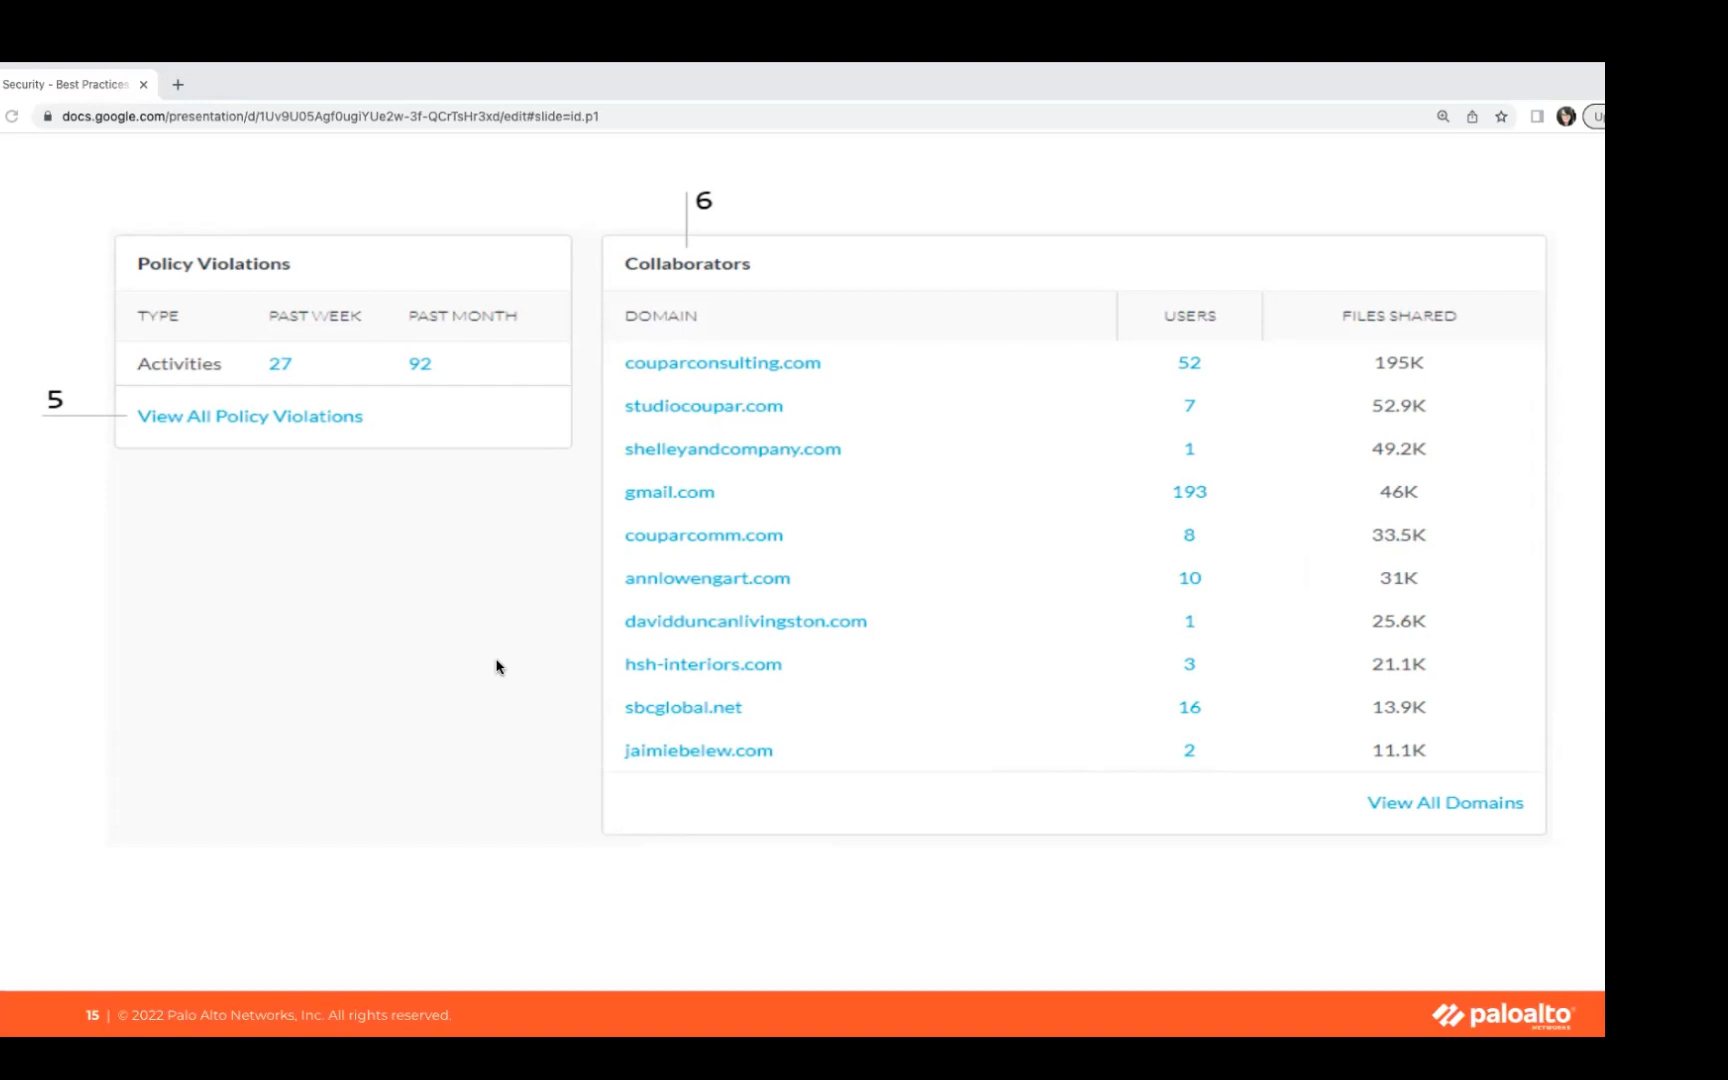 Security - Best Practices
docs.google.com/presentation/d/1Uv9U05Agf0ugiYUe2w-3f-QCrTsHr3xd/edit#slide=id.p1
6
Policy Violations
TYPE PAST WEEK PAST MONTH
Activities 27 92
5
View All Policy Violations
Collaborators
DOMAIN USERS FILES SHARED
couparconsulting.com 52 195K
studiocoupar.com 7 52.9K
shelleyandcompany.com 1 49.2K
gmail.com 193 46K
couparcomm.com 8 33.5K
annlowengart.com 10 31K
davidduncanlivingston.com 1 25.6K
hsh-interiors.com 3 21.1K
sbcglobal.net 16 13.9K
jaimiebelew.com 2 11.1K
View All Domains
15 | © 2022 Palo Alto Networks, Inc. All rights reserved.
paloalto
NETWORKS